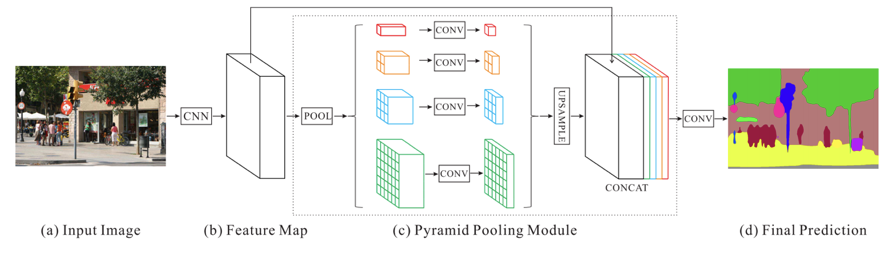 CNN
POOL
CONV
CONV
CONV
CONV
UPSAMPLE
CONCAT
CONV
(a) Input Image
(b) Feature Map
(c) Pyramid Pooling Module
(d) Final Prediction